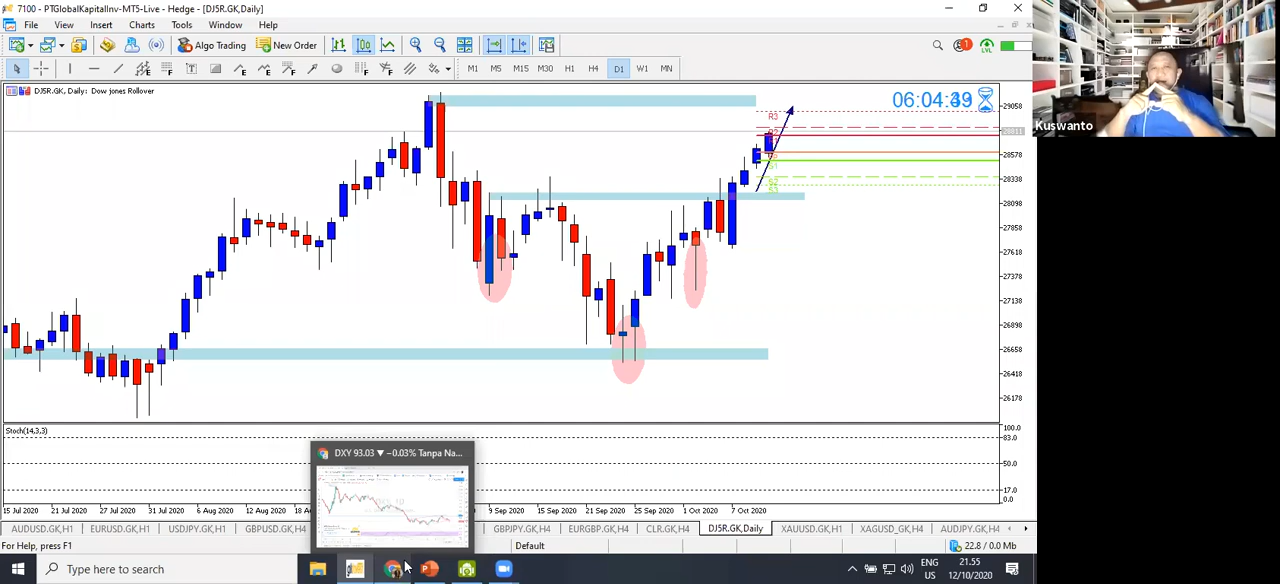 7100 - PTGlobalKapitalInv-MT5-Live - Hedge - [DJ5R.GK,Daily]
File View Insert Charts Tools Window Help
Algo Trading New Order
LVL
M5 M15 M30 H1 H4 D1 W1 MN
DJ5R.GK, Daily: Dow jones Rollover
Kuswanto
29058
R3
28811
28578
S1
28338
S3
28098
27858
27618
27378
27138
26898
26658
26418
26178
Stoch(14,3,3)
100.0
83.0
50.0
17.0
0.0
DXY 93.03 ▼ −0.03% Tanpa Na...
15 Jul 2020 21 Jul 2020 27 Jul 2020 31 Jul 2020 6 Aug 2020 12 Aug 2020 9 Sep 2020 15 Sep 2020 21 Sep 2020 25 Sep 2020 1 Oct 2020 7 Oct 2020
AUDUSD.GK,H1 EURUSD.GK,H1 USDJPY.GK,H1 GBPUSD.GK,H4 GBPJPY.GK,H4 EURGBP.GK,H4 CLR.GK,H4 DJ5R.GK,Daily XAUUSD.GK,H1 XAGUSD.GK,H4 AUDJPY.GK,H4
For Help, press F1 Default 22.8 / 0.0 Mb
Type here to search
ENG
US
21.55
12/10/2020